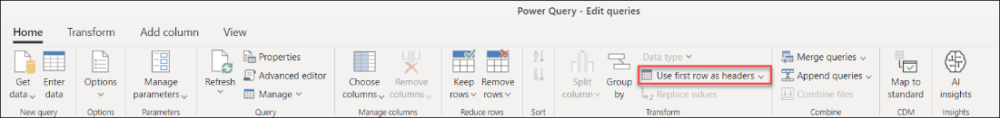 Power Query - Edit queries
Home Transform Add column View
Get data
Enter data
Options
Manage parameters
Refresh
Properties
Advanced editor
Manage
Choose columns
Remove columns
Keep rows
Remove rows
A
Z
Z
A
Split column
Group by
Data type
Use first row as headers
1
2
Replace values
Merge queries
Append queries
Combine files
Map to standard
AI insights
New query Options Parameters Query Manage columns Reduce rows Sort Transform Combine CDM Insights